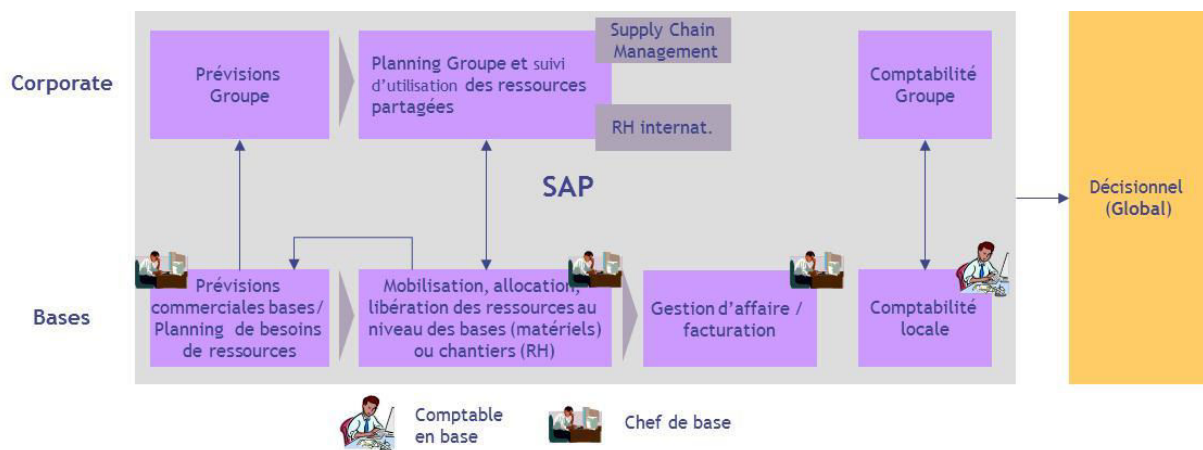 Corporate
Prévisions
Groupe
Planning Groupe et suivi
d’utilisation des ressources
partagées
Supply Chain
Management
RH internat.
Comptabilité
Groupe
SAP
Décisionnel
(Global)
Bases
Prévisions
commerciales bases/
Planning de besoins
de ressources
Mobilisation, allocation,
libération des ressources au
niveau des bases (matériels)
ou chantiers (RH)
Gestion d’affaire /
facturation
Comptabilité
locale
Comptable
en base
Chef de base